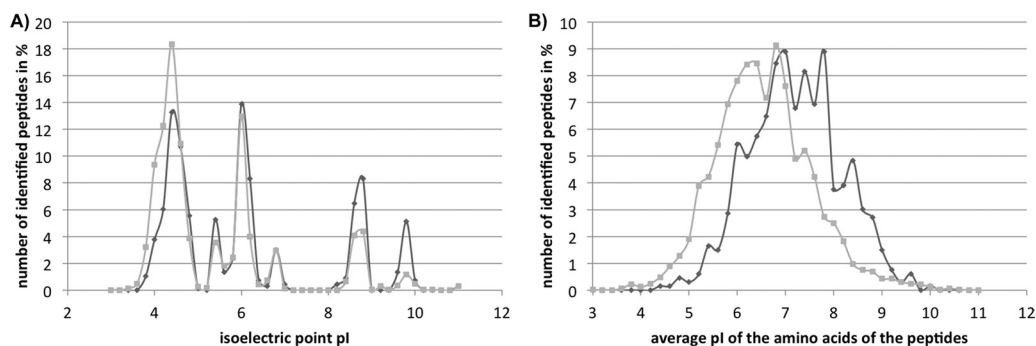 A)
number of identified peptides in %
20
18
16
14
12
10
8
6
4
2
0
2 4 6 8 10 12
isoelectric point pI
B)
number of identified peptides in %
10
9
8
7
6
5
4
3
2
1
0
3 4 5 6 7 8 9 10 11 12
average pI of the amino acids of the peptides